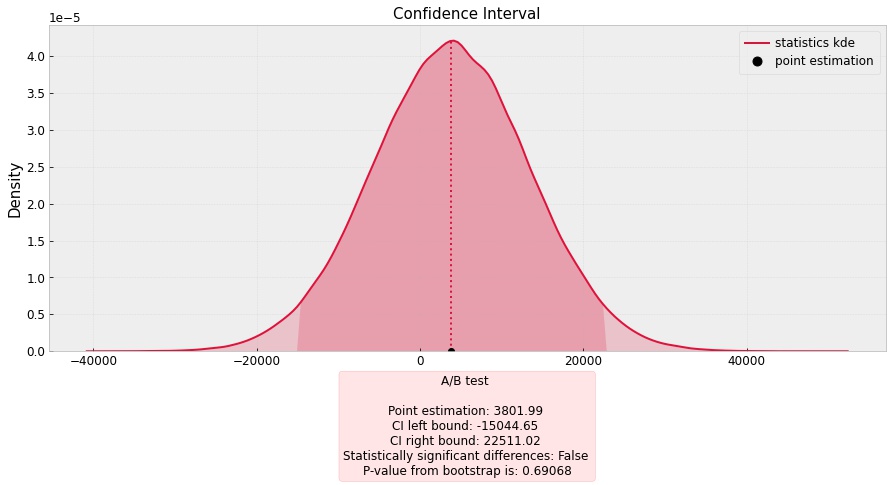 Confidence Interval
1e−5
statistics kde
point estimation
4.0
3.5
3.0
2.5
2.0
1.5
1.0
0.5
0.0
Density
−40000 −20000 0 20000 40000
A/B test
Point estimation: 3801.99
CI left bound: -15044.65
CI right bound: 22511.02
Statistically significant differences: False
P-value from bootstrap is: 0.69068